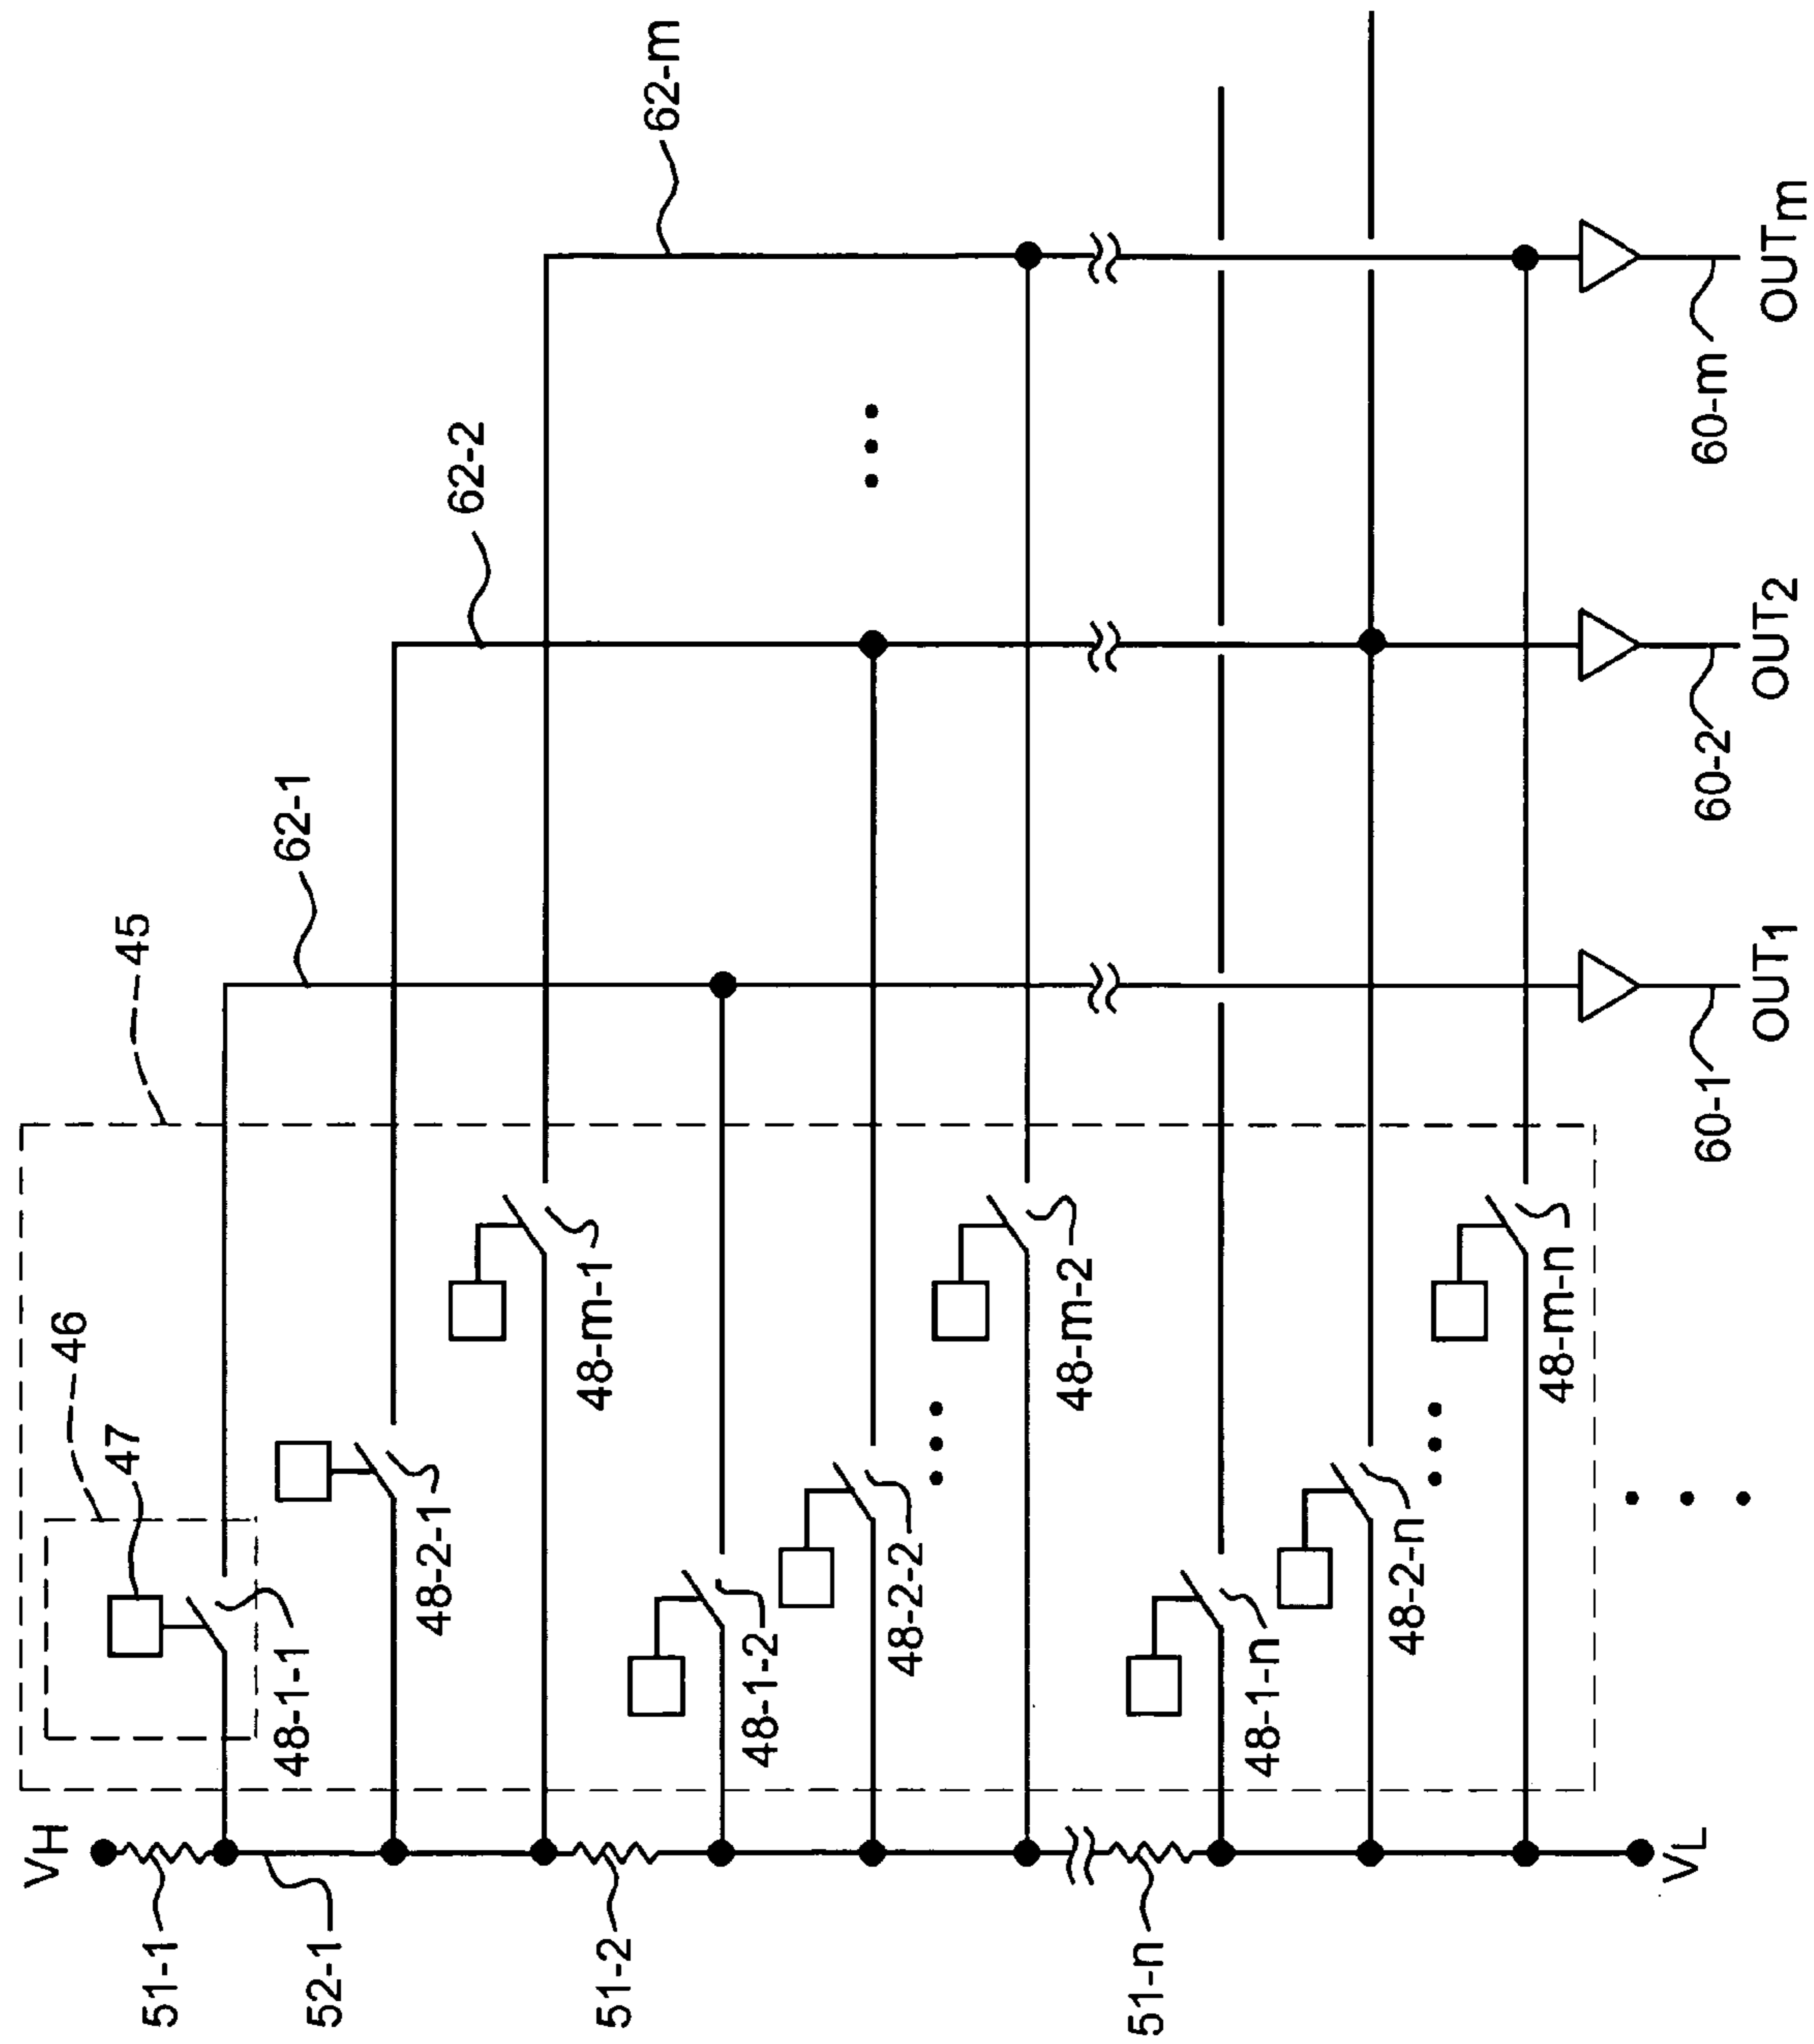 VH
51-1
52-1
51-2
51-n
VL
45
46
47
48-1-1
48-2-1
48-m-1
48-1-2
48-2-2
48-m-2
48-1-n
48-2-n
48-m-n
62-1
62-2
62-m
60-1
60-2
60-m
OUT1
OUT2
OUTm